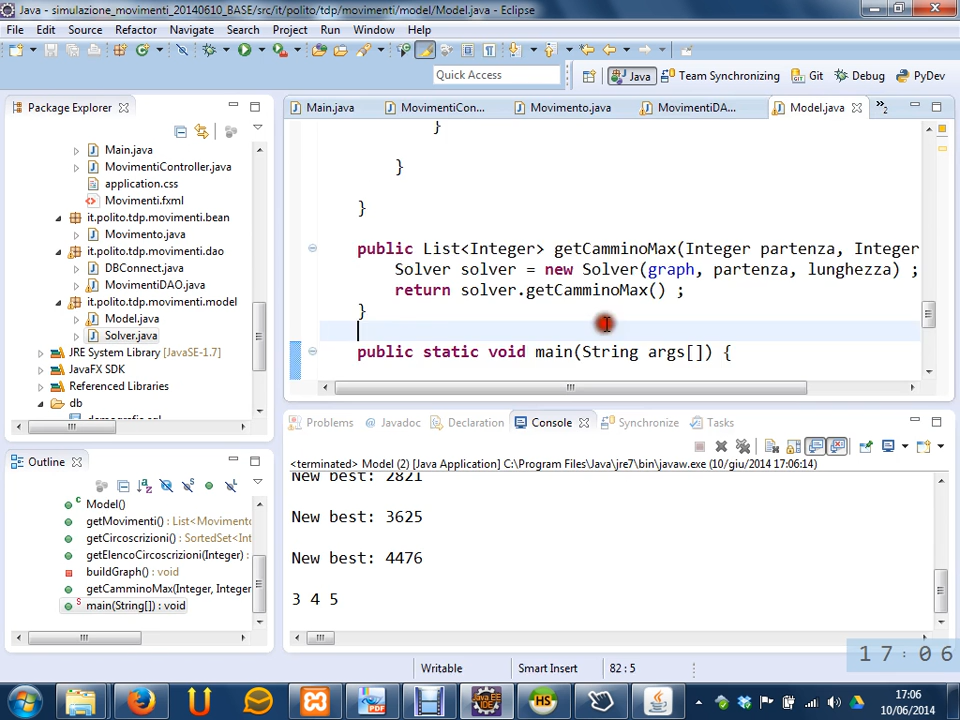 Java - simulazione_movimenti_20140610_BASE/src/it/polito/tdp/movimenti/model/Model.java - Eclipse
File Edit Source Refactor Navigate Search Project Run Window Help
Quick Access
Java Team Synchronizing Git Debug PyDev
Package Explorer
Main.java MovimentiCon... Movimento.java MovimentiDA... Model.java »2
Main.java
MovimentiController.java
application.css
Movimenti.fxml
it.polito.tdp.movimenti.bean
Movimento.java
it.polito.tdp.movimenti.dao
DBConnect.java
MovimentiDAO.java
it.polito.tdp.movimenti.model
Model.java
Solver.java
JRE System Library [JavaSE-1.7]
JavaFX SDK
Referenced Libraries
db
}
}
}
public List<Integer> getCamminoMax(Integer partenza, Integer
Solver solver = new Solver(graph, partenza, lunghezza) ;
return solver.getCamminoMax() ;
}
public static void main(String args[]) {
Outline
Model()
getMovimenti() : List<Movimento
getCircoscrizioni() : SortedSet<Int
getElencoCircoscrizioni(Integer) :
buildGraph() : void
getCamminoMax(Integer, Integer
main(String[]) : void
Problems @ Javadoc Declaration Console Synchronize Tasks
<terminated> Model (2) [Java Application] C:\Program Files\Java\jre7\bin\javaw.exe (10/giu/2014 17:06:14)
New best: 2821
New best: 3625
New best: 4476
3 4 5
17:06
Writable Smart Insert 82 : 5
17:06
10/06/2014